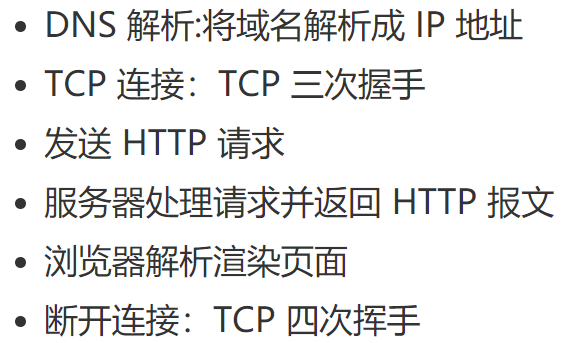 • DNS 解析:将域名解析成 IP 地址
• TCP 连接：TCP 三次握手
• 发送 HTTP 请求
• 服务器处理请求并返回 HTTP 报文
• 浏览器解析渲染页面
• 断开连接：TCP 四次挥手